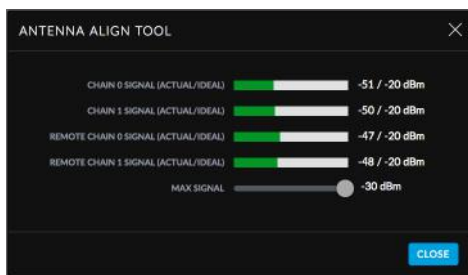 ANTENNA ALIGN TOOL
CHAIN 0 SIGNAL (ACTUAL/IDEAL) -51 / -20 dBm
CHAIN 1 SIGNAL (ACTUAL/IDEAL) -50 / -20 dBm
REMOTE CHAIN 0 SIGNAL (ACTUAL/IDEAL) -47 / -20 dBm
REMOTE CHAIN 1 SIGNAL (ACTUAL/IDEAL) -48 / -20 dBm
MAX SIGNAL -30 dBm
CLOSE